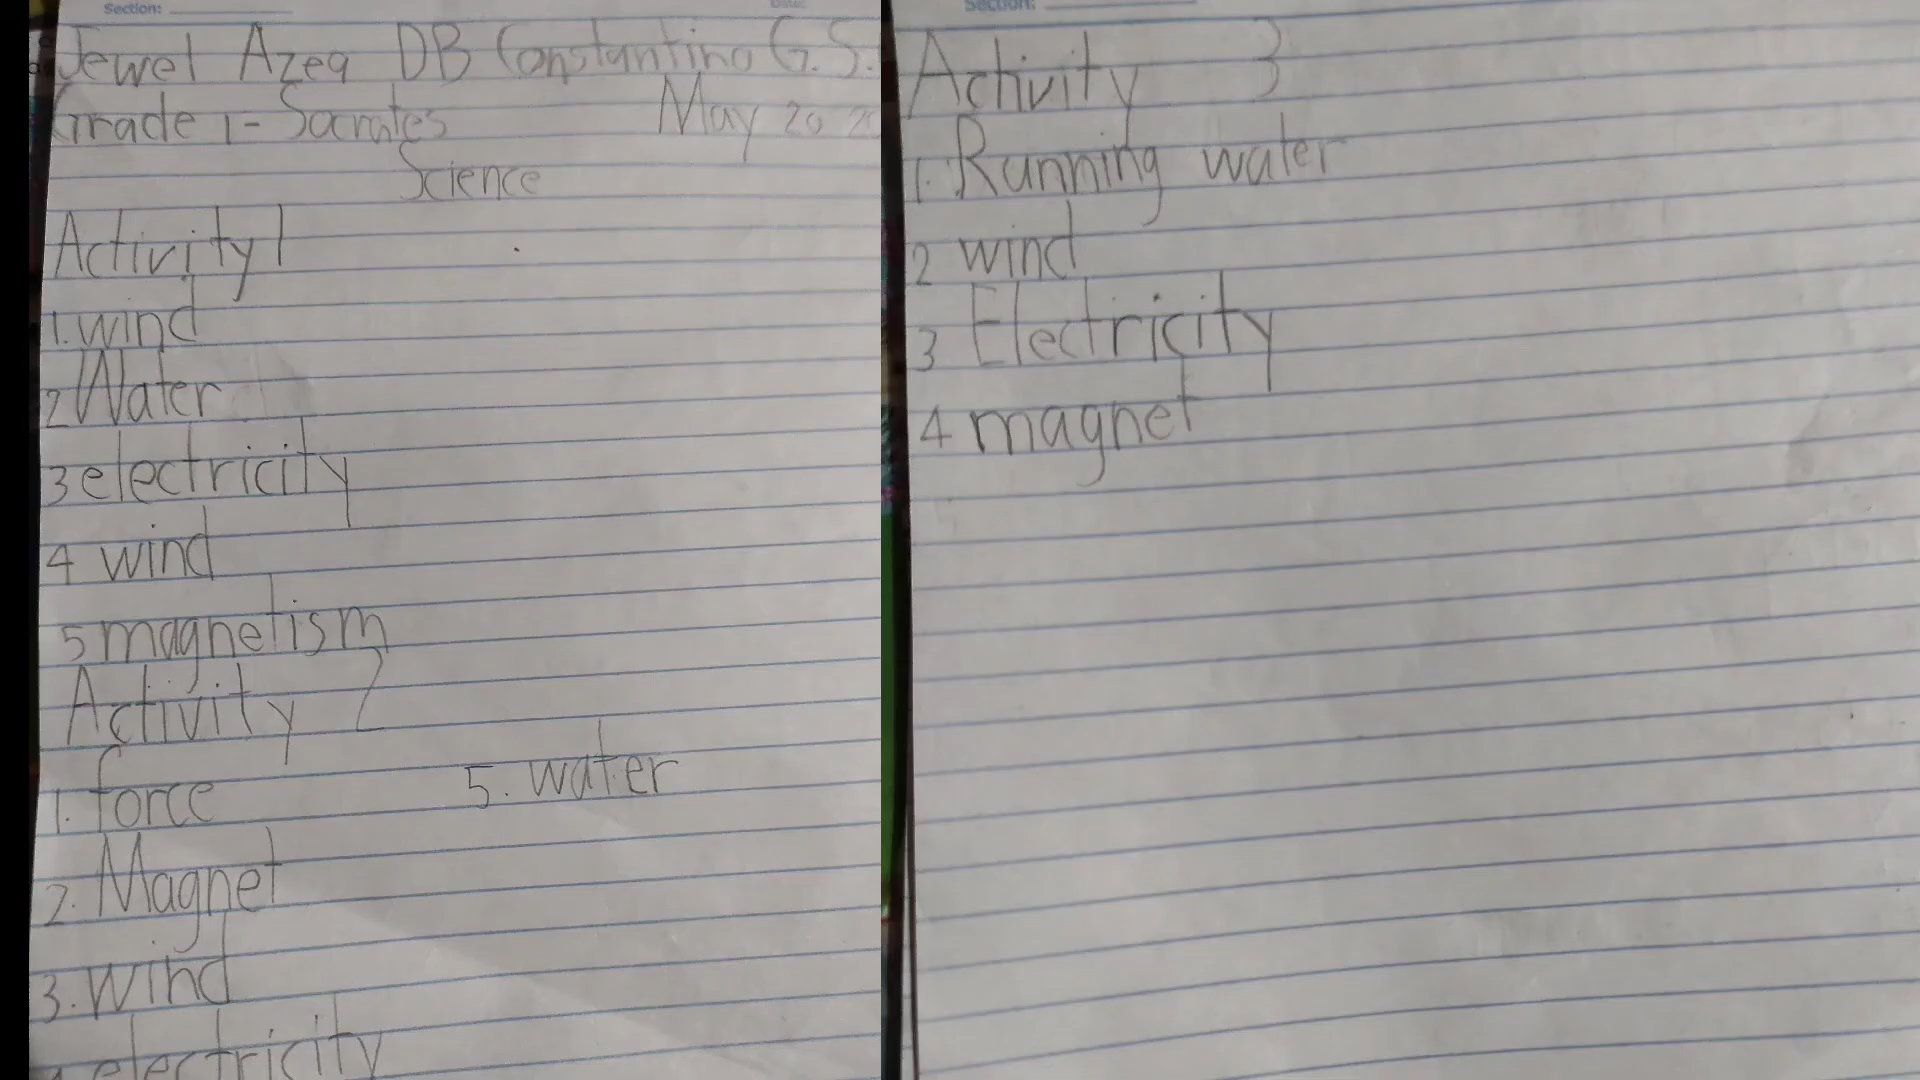 Section:
Date:
Jewel Azea DB Constantino G.S.
Grade 1- Socrates May 20
Science
Activity 1
1. wind
2 Water
3 electricity
4 wind
5 magnetism
Activity 2
1. force 5. water
2. Magnet
3. wind
4 electricity
Section:
Activity 3
1. Running water
2 wind
3 Electricity
4 magnet